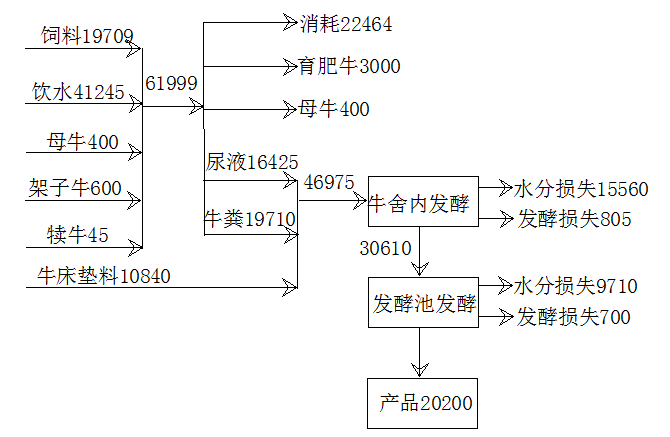 消耗22464
饲料19709
育肥牛3000
61999
饮水41245
母牛400
母牛400
尿液16425
46975
架子牛600
牛舍内发酵
水分损失15560
牛粪19710
发酵损失805
犊牛45
30610
牛床垫料10840
水分损失9710
发酵池发酵
发酵损失700
产品20200